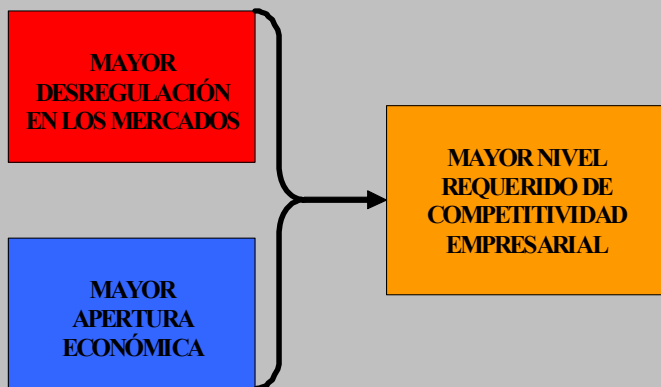 MAYOR
DESREGULACIÓN
EN LOS MERCADOS
MAYOR
APERTURA
ECONÓMICA
MAYOR NIVEL
REQUERIDO DE
COMPETITIVIDAD
EMPRESARIAL